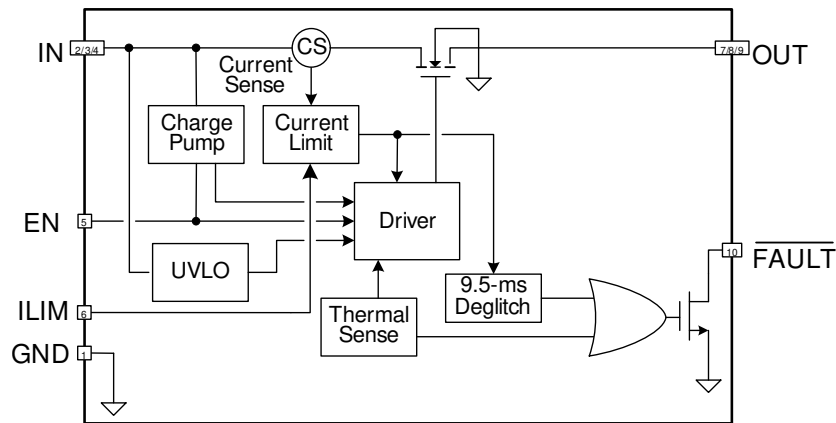 IN
2/3/4
CS
Current
Sense
7/8/9
OUT
Charge
Pump
Current
Limit
EN
5
Driver
10
FAULT
UVLO
9.5-ms
Deglitch
ILIM
6
Thermal
Sense
GND
1